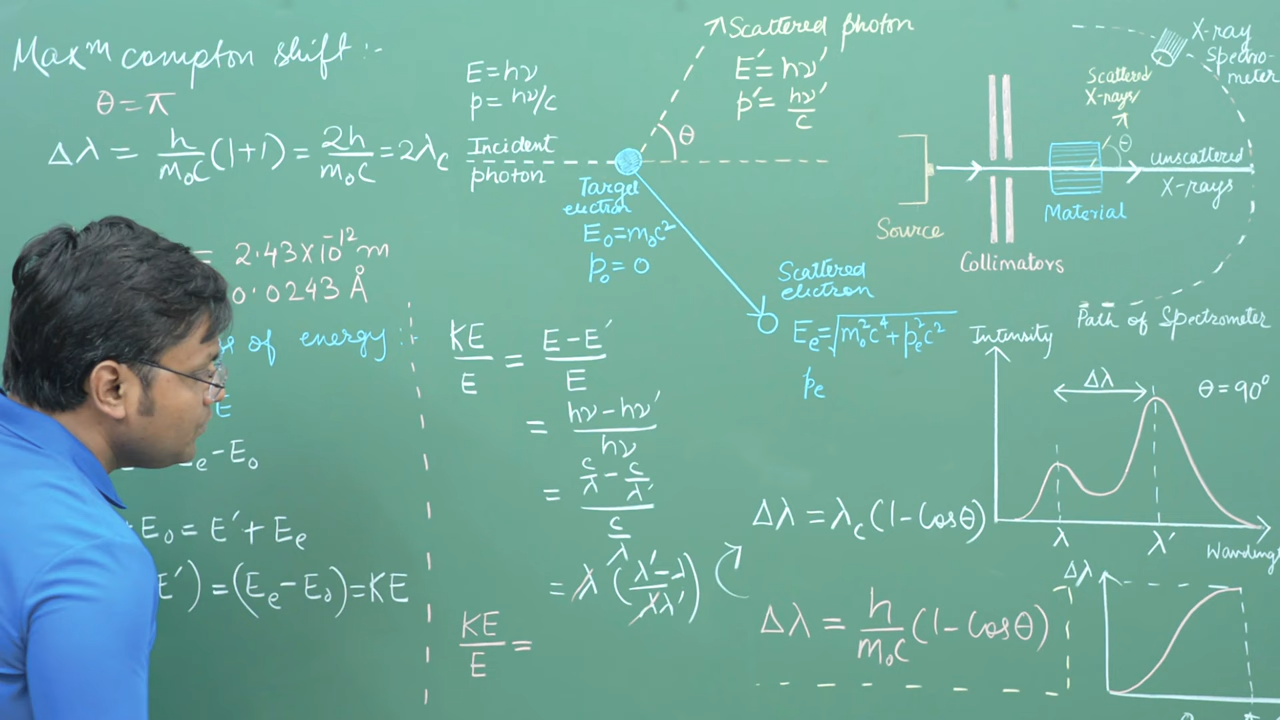 Maxᵐ compton shift :-
θ = π
Δλ = h/m₀c (1+1) = 2h/m₀c = 2λc
= 2.43×10⁻¹² m
0.0243 Å
of energy :-
E
e - E₀
E₀ = E′ + Ee
E′) = (Ee - E₀) = KE
E = hν
p = hν/c
Incident
photon
Scattered photon
E′ = hν′
p′ = hν′/c
θ
Target
electron
E₀ = m₀c²
p₀ = 0
Scattered
electron
Ee = √m₀²c⁴ + pe²c²
pe
KE/E = E - E′/E
= hν - hν′/hν
= c/λ - c/λ′ / c/λ
= λ (λ′ - λ/λλ′)
KE/E =
Δλ = λc (1 - Cosθ)
Δλ = h/m₀c (1 - Cosθ)
X-ray
Spectro-
meter
Scattered
X-rays
θ
unscattered
X-rays
Source
Collimators
Material
Path of Spectrometer
Intensity
Δλ
θ = 90°
λ
λ′
Δλ